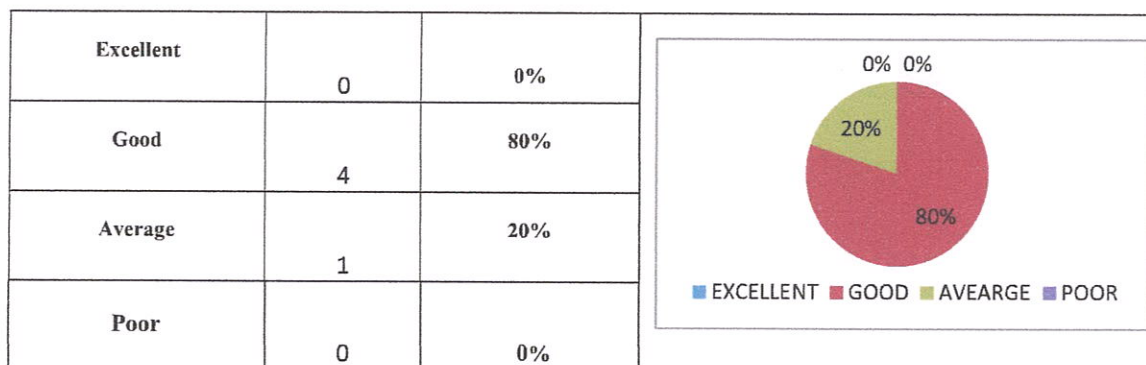 Excellent 0 0%
Good 4 80%
Average 1 20%
Poor 0 0%
0% 0%
20%
80%
EXCELLENT GOOD AVEARGE POOR